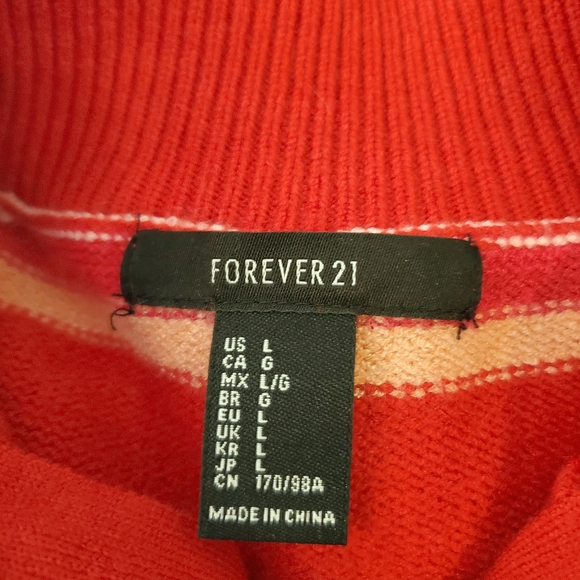 FOREVER 21
US L
CA G
MX L/G
BR G
EU L
UK L
KR L
JP L
CN 170/98A
MADE IN CHINA